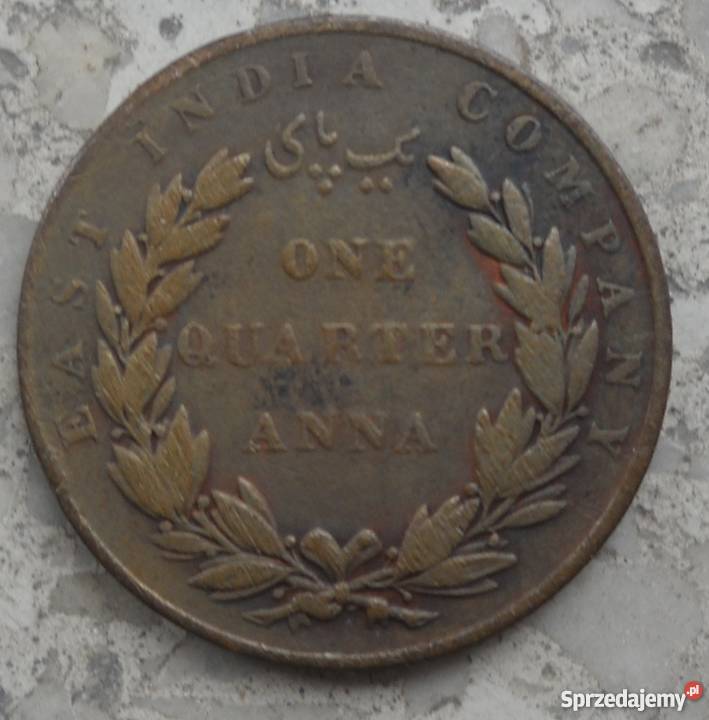 EAST INDIA COMPANY
یک پای
ONE
QUARTER
ANNA
Sprzedajemy.pl